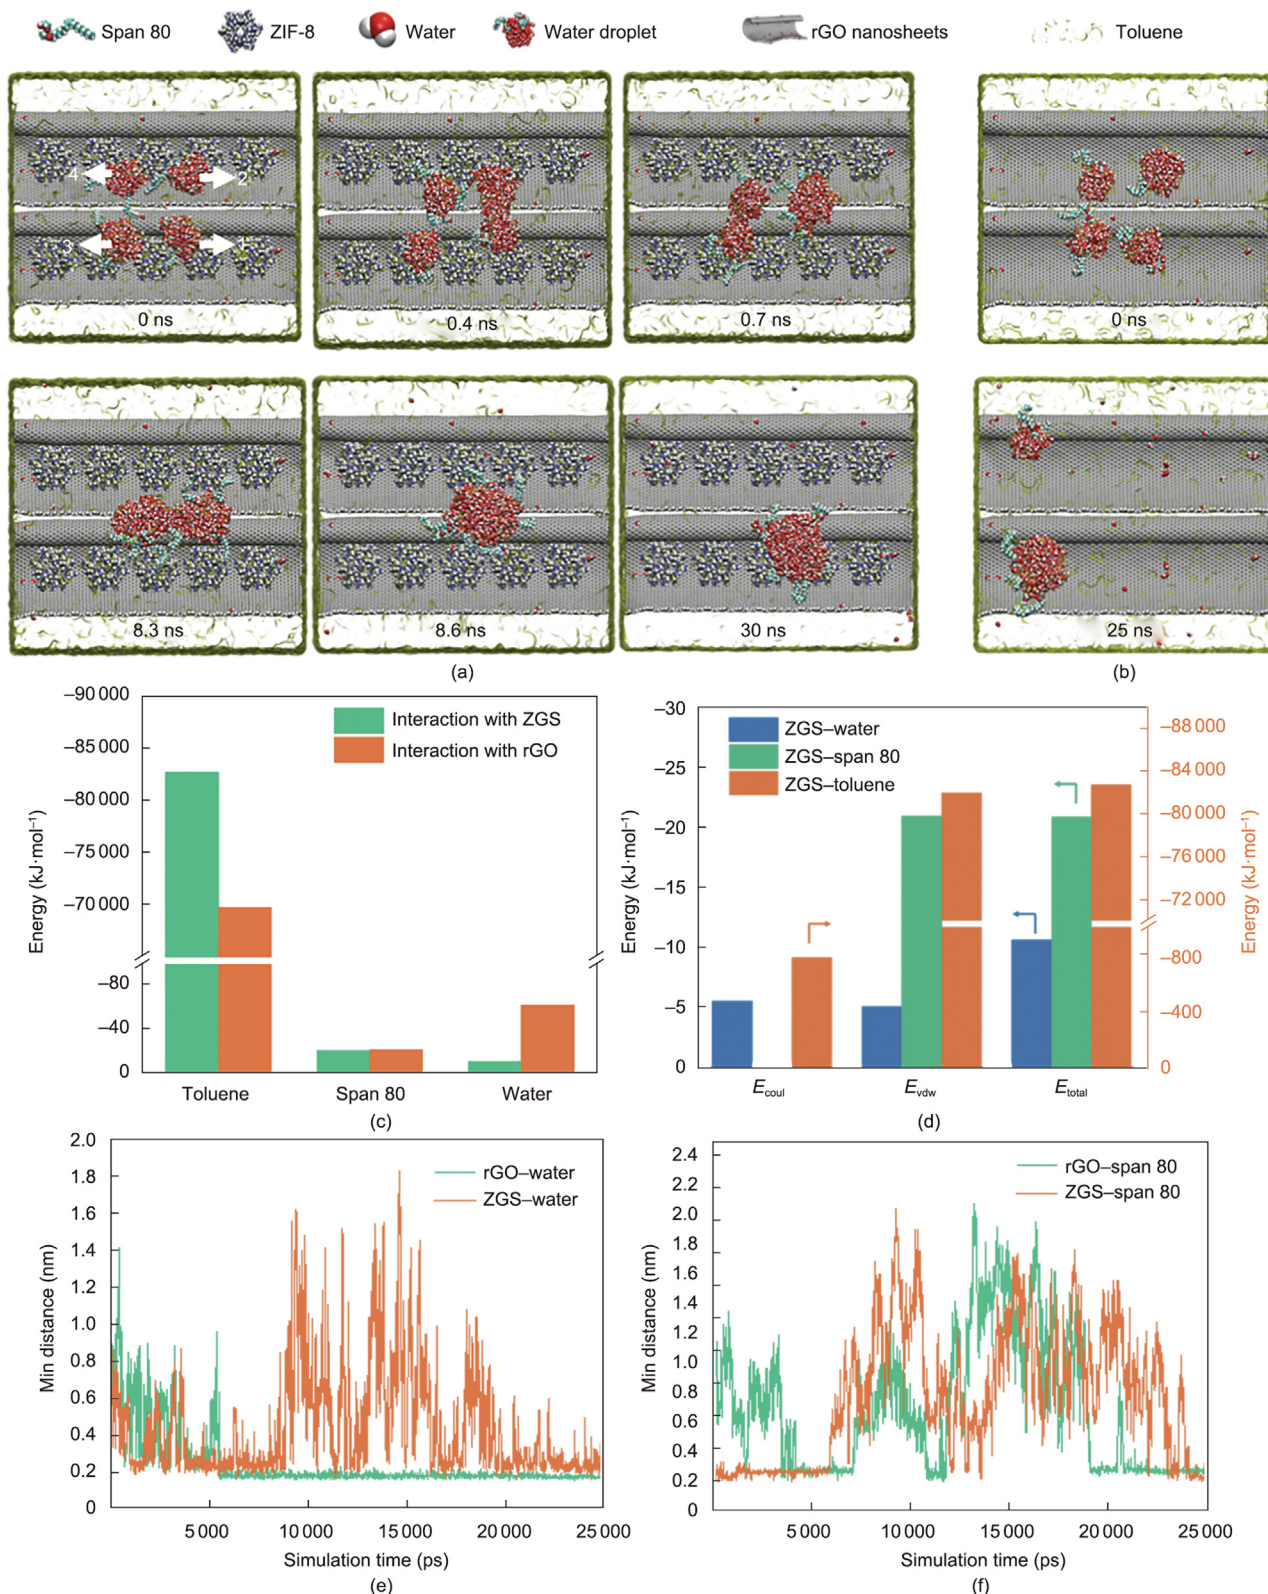 Span 80 ZIF-8 Water Water droplet rGO nanosheets Toluene
4 2
3 1
0 ns 0.4 ns 0.7 ns 0 ns
8.3 ns 8.6 ns 30 ns 25 ns
(a) (b)
Energy (kJ·mol⁻¹)
–90 000
–85 000
–80 000
–75 000
–70 000
–80
–40
0
Interaction with ZGS
Interaction with rGO
Toluene Span 80 Water
(c)
Energy (kJ·mol⁻¹)
–30
–25
–20
–15
–10
–5
0
ZGS–water
ZGS–span 80
ZGS–toluene
–88 000
–84 000
–80 000
–76 000
–72 000
–800
–400
0
Energy (kJ·mol⁻¹)
E_coul E_vdw E_total
(d)
Min distance (nm)
2.0
1.8
1.6
1.4
1.2
1.0
0.8
0.6
0.4
0.2
0
rGO–water
ZGS–water
5 000 10 000 15 000 20 000 25 000
Simulation time (ps)
(e)
Min distance (nm)
2.4
2.2
2.0
1.8
1.6
1.4
1.2
1.0
0.8
0.6
0.4
0.2
0
rGO–span 80
ZGS–span 80
5 000 10 000 15 000 20 000 25 000
Simulation time (ps)
(f)